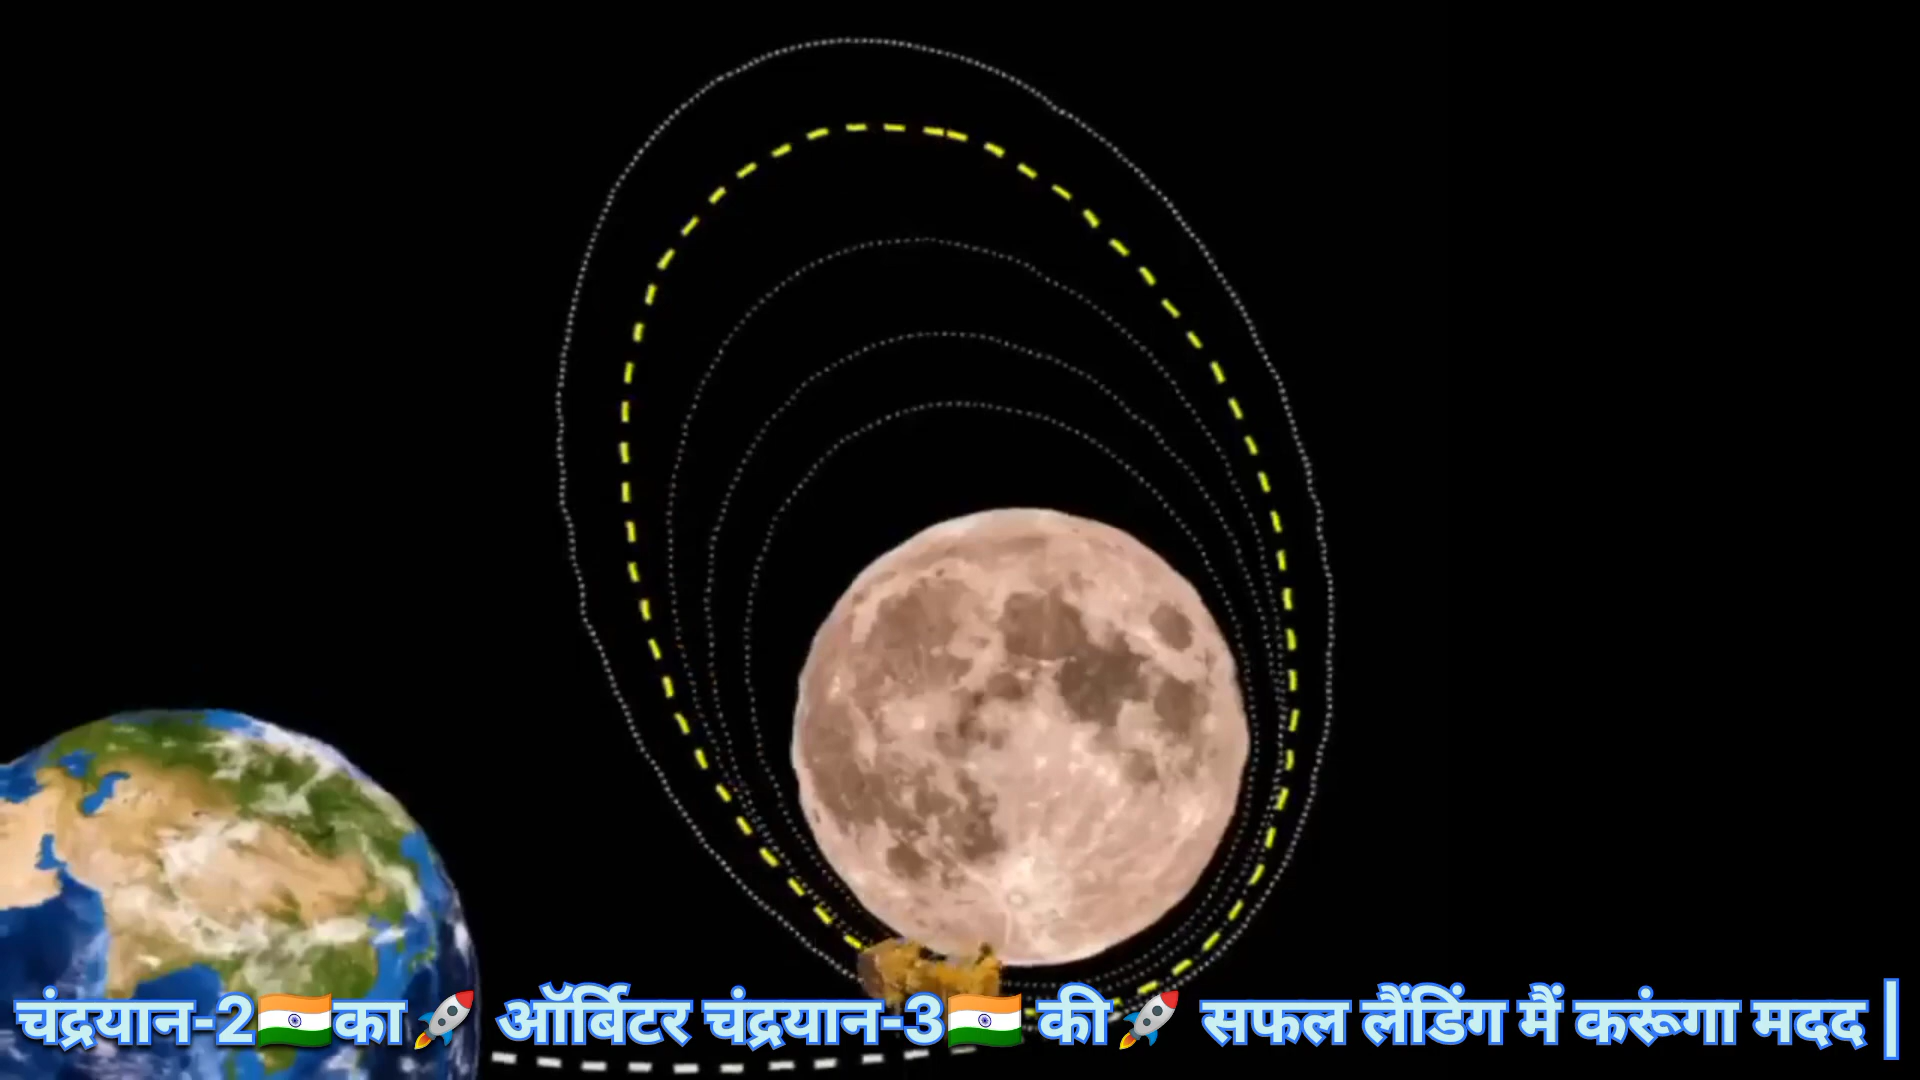 चंद्रयान-2🇮🇳का🚀 ऑर्बिटर चंद्रयान-3🇮🇳 की🚀 सफल लैंडिंग मैं करूंगा मदद |